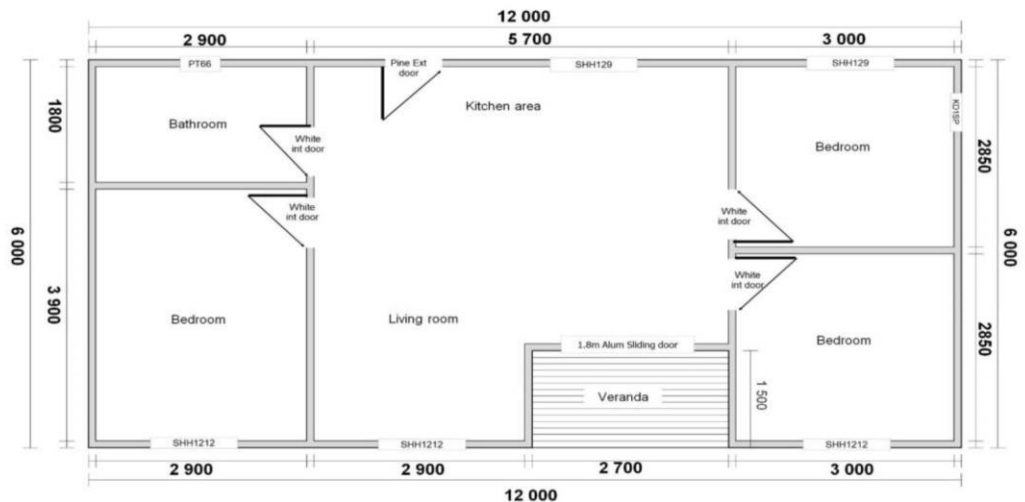 12 000
2 900
5 700
3 000
PT66
Pine Ext
door
SHH129
SHH129
Kitchen area
KD1SP
1800
Bathroom
White
int door
Bedroom
2850
White
int door
White
int door
6 000
6 000
White
int door
3 900
Bedroom
Living room
Bedroom
2850
1.8m Alum Sliding door
Veranda
1 500
SHH1212
SHH1212
SHH1212
2 900
2 900
2 700
3 000
12 000